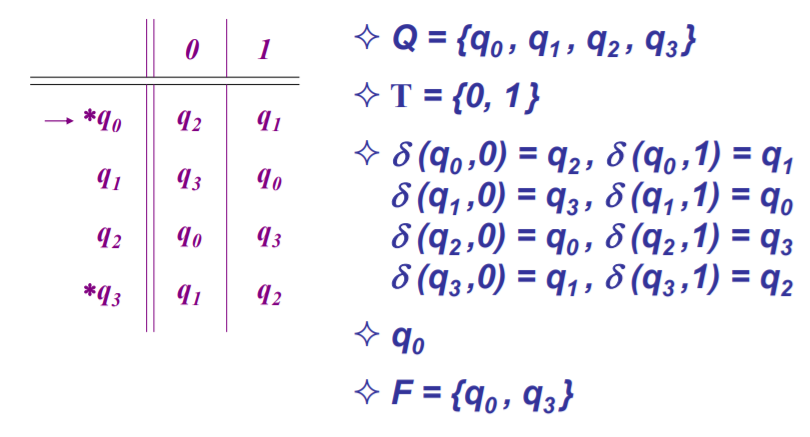 0 1
→ *q₀ q₂ q₁
q₁ q₃ q₀
q₂ q₀ q₃
*q₃ q₁ q₂
✧ Q = {q₀ , q₁ , q₂ , q₃}
✧ T = {0, 1}
✧ δ (q₀ ,0) = q₂ , δ (q₀ ,1) = q₁
δ (q₁ ,0) = q₃ , δ (q₁ ,1) = q₀
δ (q₂ ,0) = q₀ , δ (q₂ ,1) = q₃
δ (q₃ ,0) = q₁ , δ (q₃ ,1) = q₂
✧ q₀
✧ F = {q₀ , q₃}